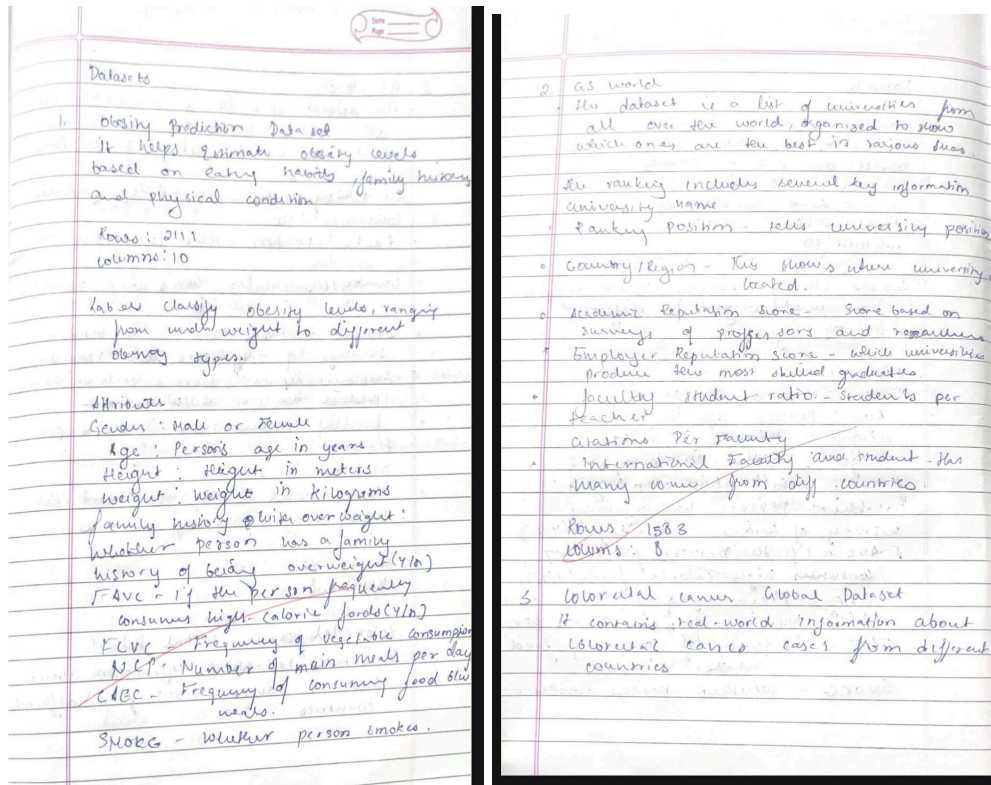 Date
Page
Datasets
1. Obesity Prediction Dataset
it helps Estimate obesity levels
based on eating habits, family history
and physical condition.
Rows: 2111
columns: 10
Labels classify obesity levels, ranging
from under weight to different
obesity types.
Attributes:
Gender: Male or Female
Age: Person's age in years
Height: Height in meters
Weight: weight in kilograms
family history with overweight:
Whether person has a family
history of being overweight (Y/N)
FAVC - if the person frequency
consumes high-calorie foods (Y/N)
FCVC - Frequency of vegetable consumption
NCP: Number of main meals per day
CAEC - Frequency of consuming food b/w
meals.
SMOKE - Whether person smokes.
2. QS world
The dataset is a list of universities from
all over the world, organized to show
which ones are the best in various
The ranking includes several key information
University name
Ranking Position - tells university position
Country/Region - This shows where university
located.
Academic Reputation Score - Score based on
surveys of proffessors and researchers
Employer Reputation score - which universities
produce the most skilled graduates.
faculty student ratio - Students per
teacher
citations Per Faculty
International Faculty and student - Has
many come from diff countries
Rows: 1583
colums: 8
3. Colorectal cancer Global Dataset
It contains real-world information about
colorectal cancer cases from different
countries